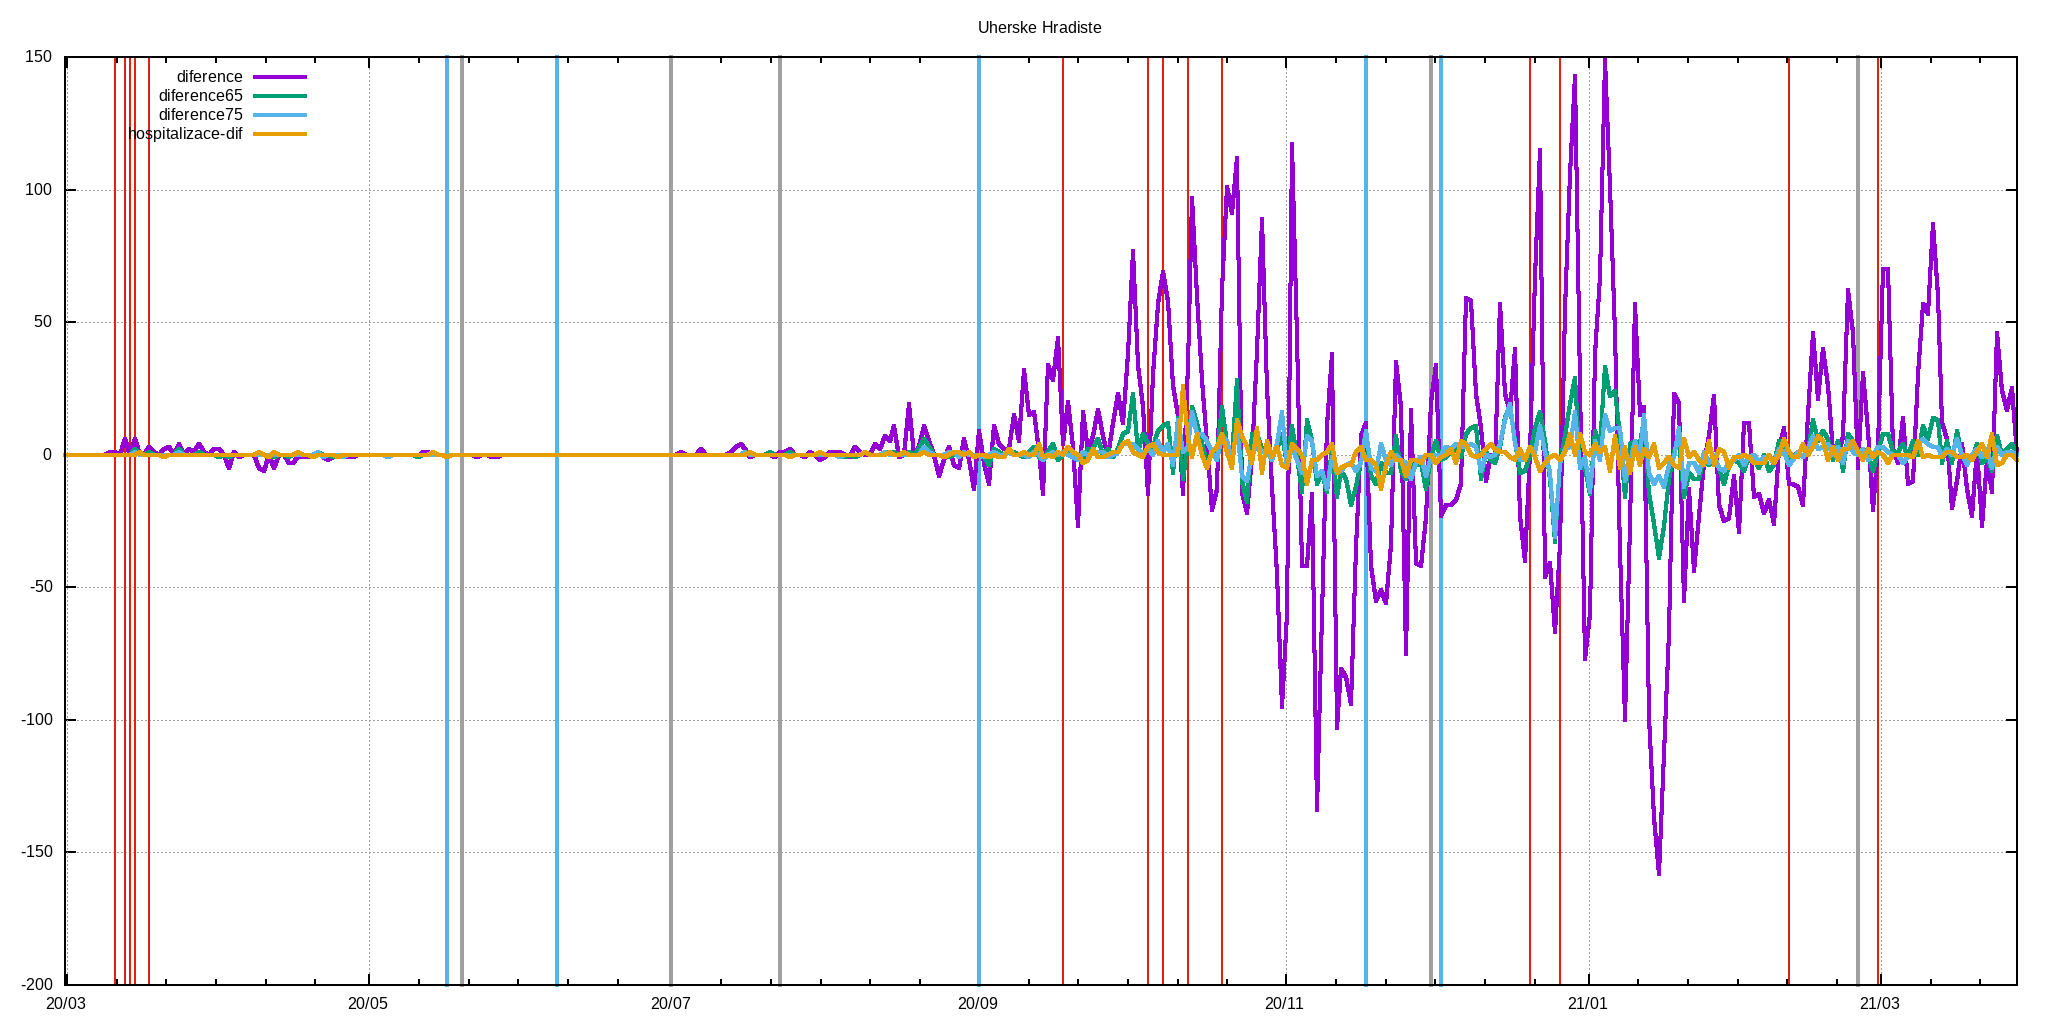 Uherske Hradiste
150
diference
diference65
diference75
hospitalizace-dif
100
50
0
-50
-100
-150
-200
20/03 20/05 20/07 20/09 20/11 21/01 21/03